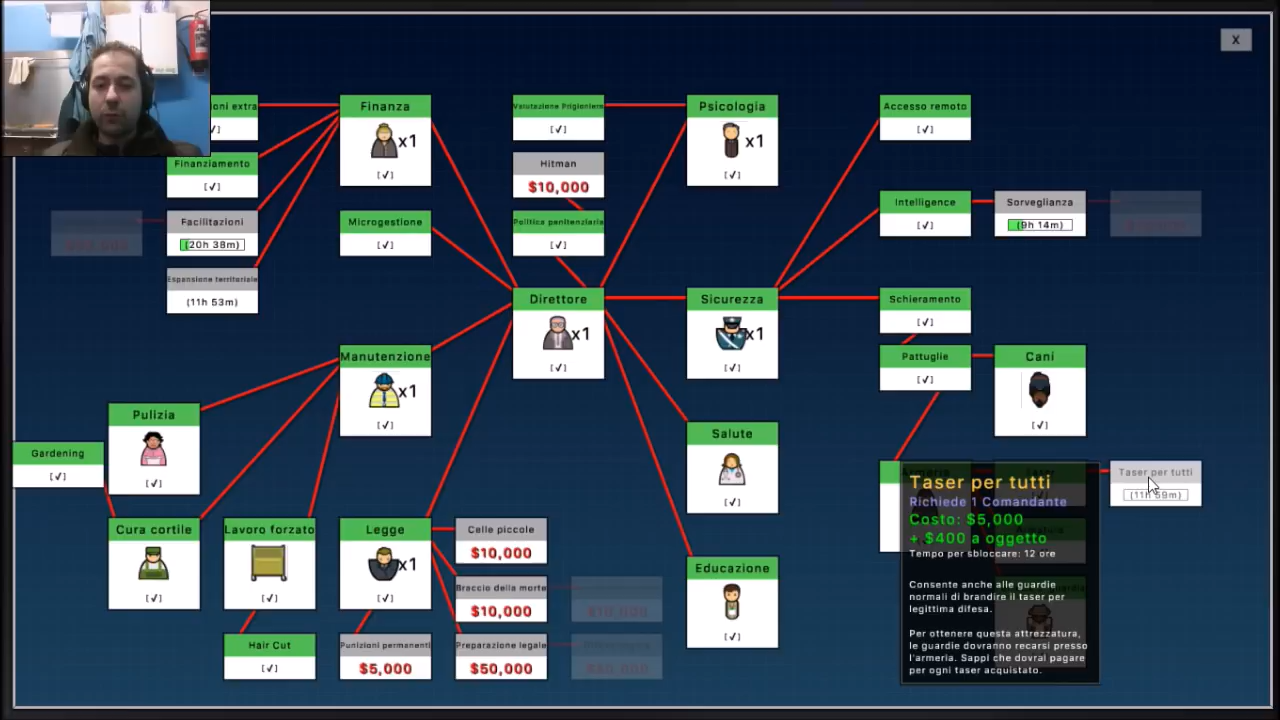 X
oni extra
[√]
Finanza
x1
[√]
Valutazione Prigioniero
[√]
Psicologia
x1
[√]
Accesso remoto
[√]
Finanziamento
[√]
Hitman
$10,000
Intelligence
[√]
Sorveglianza
(9h 14m)
Facilitazioni
(20h 38m)
Microgestione
[√]
Politica penitenziaria
[√]
Espansione territoriale
(11h 53m)
Direttore
x1
[√]
Sicurezza
x1
[√]
Schieramento
[√]
Manutenzione
x1
[√]
Pattuglie
[√]
Cani
[√]
Pulizia
[√]
Gardening
[√]
Salute
[√]
Taser per tutti
(11h 59m)
Cura cortile
[√]
Lavoro forzato
[√]
Legge
x1
[√]
Celle piccole
$10,000
Braccio della morte
$10,000
Educazione
[√]
Hair Cut
[√]
Punizioni permanenti
$5,000
Preparazione legale
$50,000
Taser per tutti
Richiede 1 Comandante
Costo: $5,000
+ $400 a oggetto
Tempo per sbloccare: 12 ore
Consente anche alle guardie
normali di brandire il taser per
legittima difesa.
Per ottenere questa attrezzatura,
le guardie dovranno recarsi presso
l'armeria. Sappi che dovrai pagare
per ogni taser acquistato.